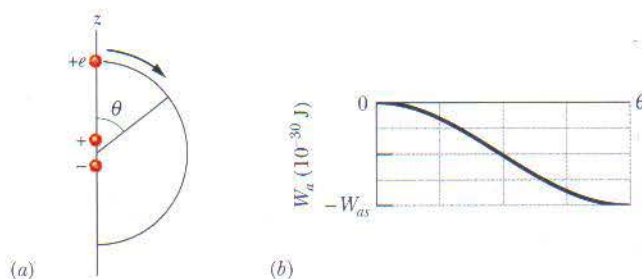 z
+e
θ
+
−
(a)
0
θ
W_a (10^−30 J)
−W_as
(b)